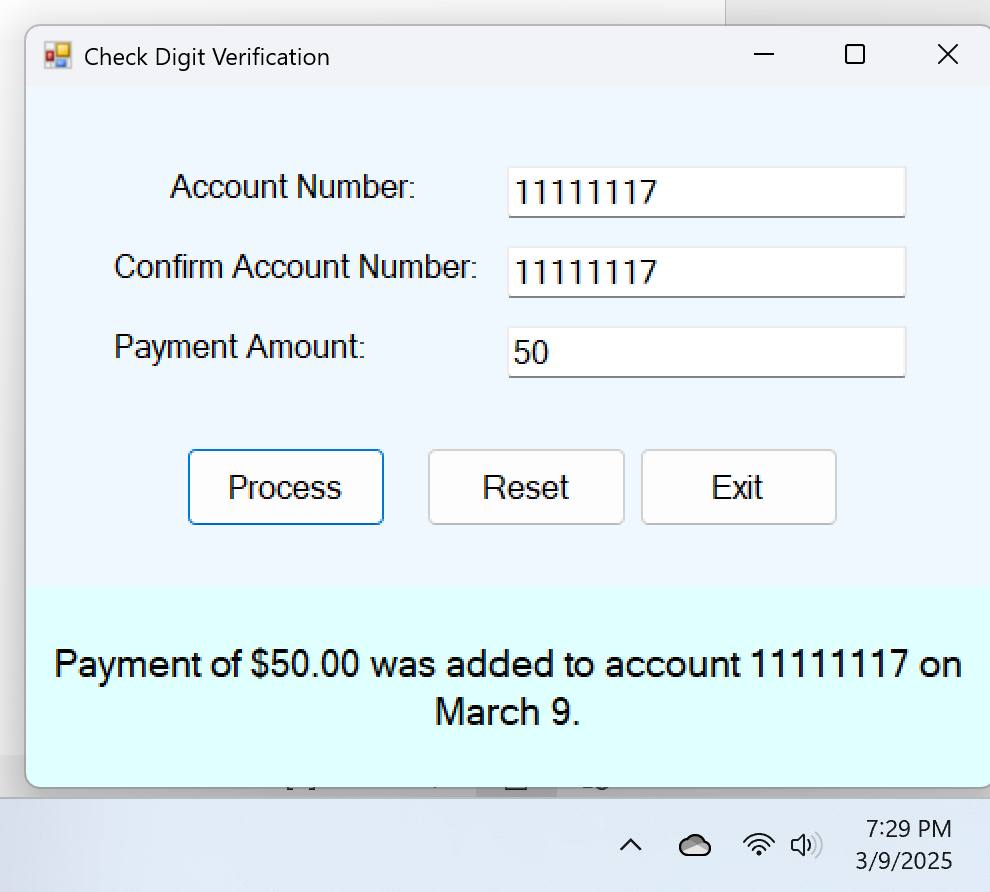 Check Digit Verification
Account Number: 11111117
Confirm Account Number: 11111117
Payment Amount: 50
Process Reset Exit
Payment of $50.00 was added to account 11111117 on
March 9.
7:29 PM
3/9/2025